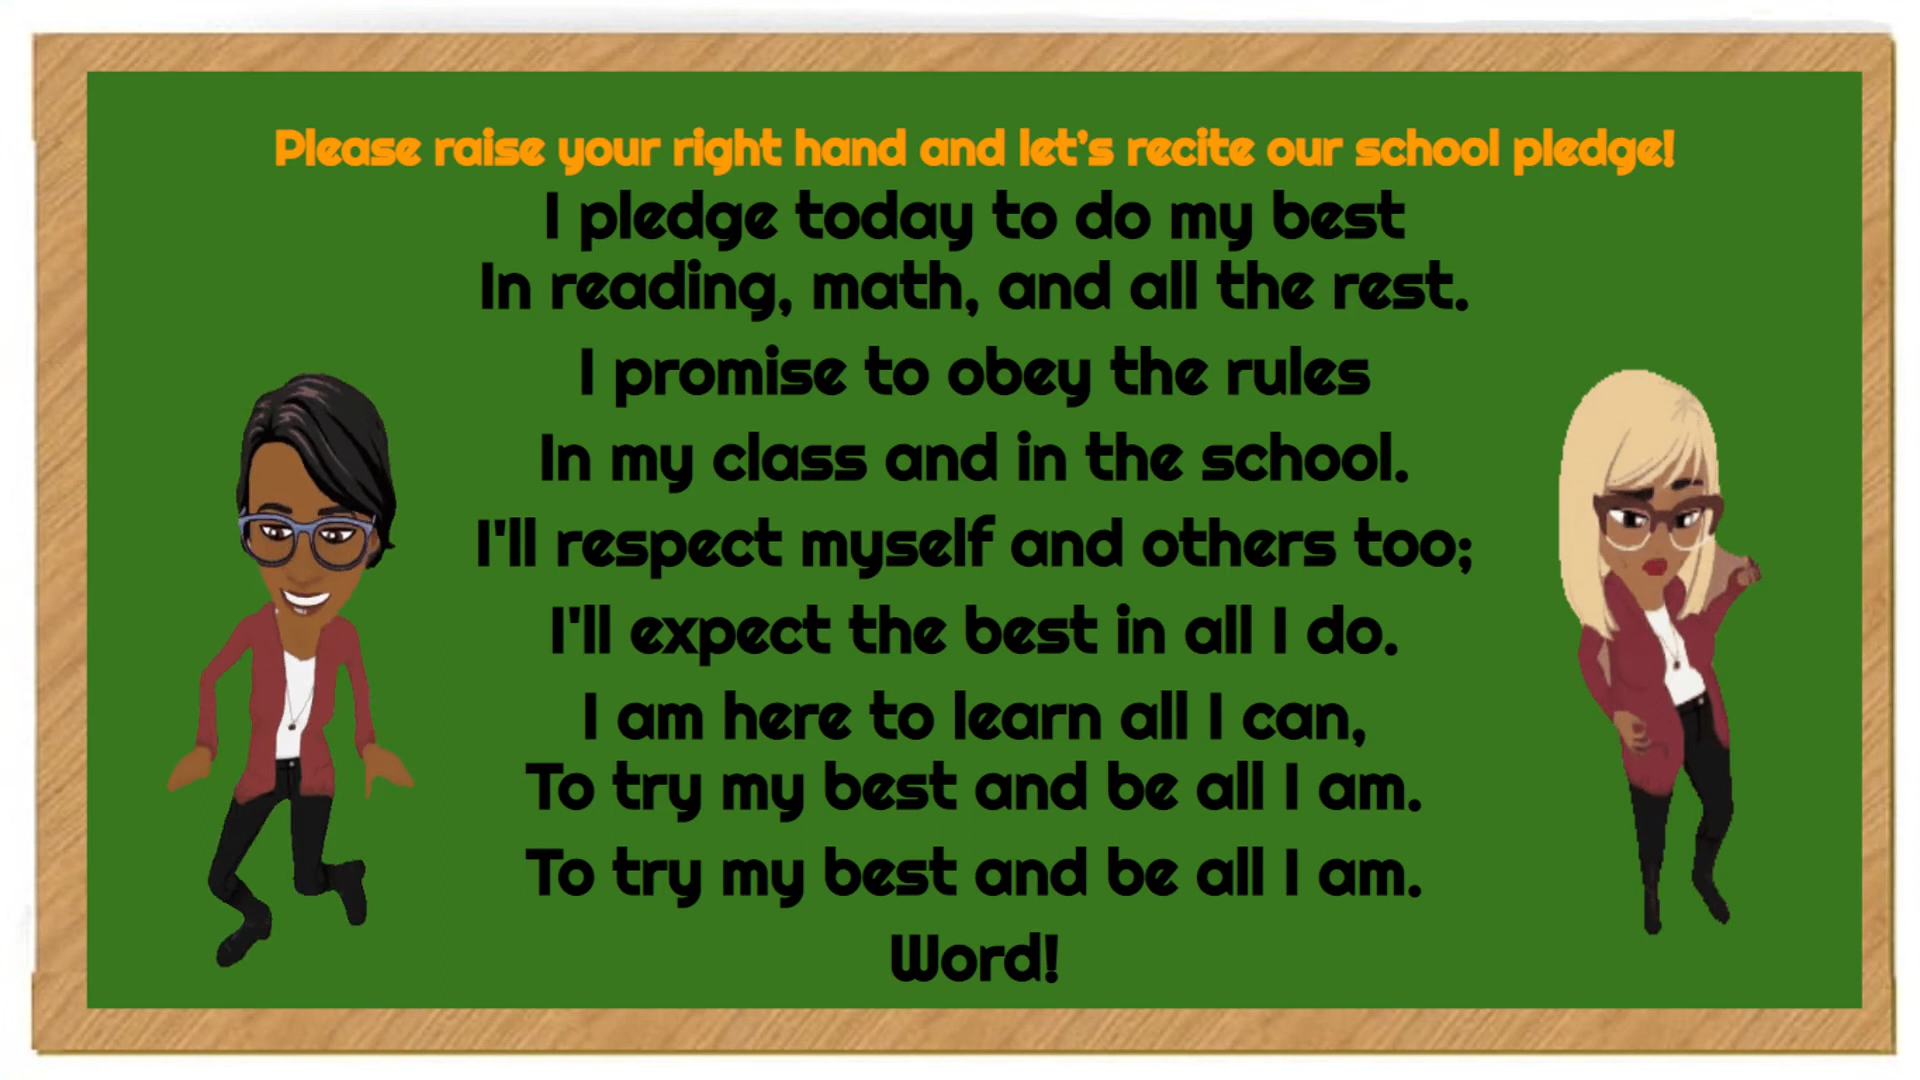 Please raise your right hand and let's recite our school pledge!
I pledge today to do my best
In reading, math, and all the rest.
I promise to obey the rules
In my class and in the school.
I'll respect myself and others too;
I'll expect the best in all I do.
I am here to learn all I can,
To try my best and be all I am.
To try my best and be all I am.
Word!